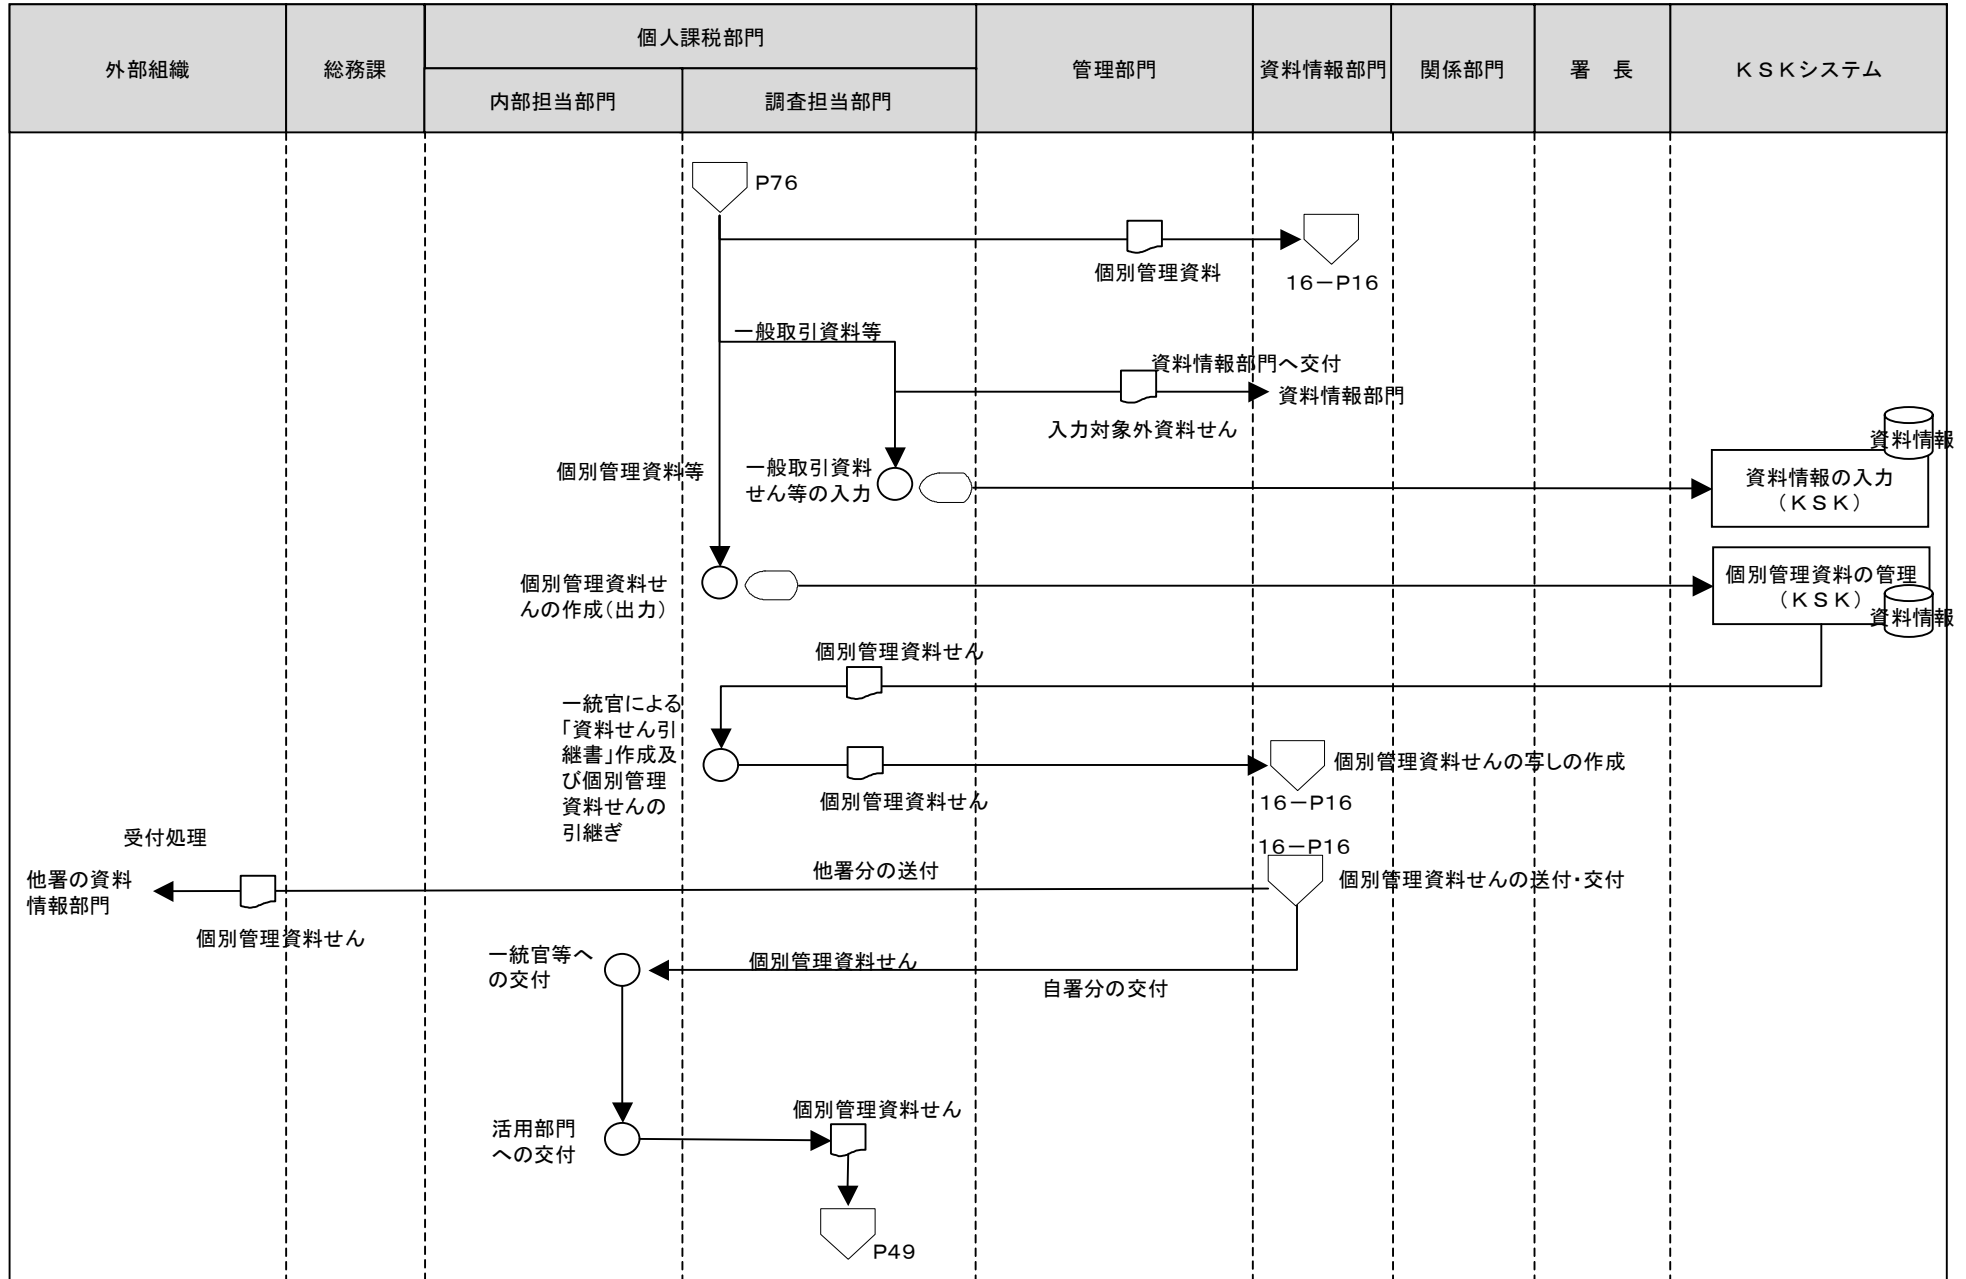 個人課税部門
外部組織
総務課
内部担当部門
調査担当部門
管理部門
資料情報部門
関係部門
署　長
ＫＳＫシステム
P76
個別管理資料
16－P16
一般取引資料等
資料情報部門へ交付
資料情報部門
入力対象外資料せん
個別管理資料等
一般取引資料
せん等の入力
資料情報
資料情報の入力
（ＫＳＫ）
個別管理資料せ
んの作成（出力）
個別管理資料の管理
（ＫＳＫ）
資料情報
個別管理資料せん
一統官による
「資料せん引
継書」作成及
び個別管理
資料せんの
引継ぎ
個別管理資料せん
個別管理資料せんの写しの作成
16－P16
受付処理
他署の資料
情報部門
個別管理資料せん
他署分の送付
16－P16
個別管理資料せんの送付・交付
一統官等へ
の交付
個別管理資料せん
自署分の交付
活用部門
への交付
個別管理資料せん
P49